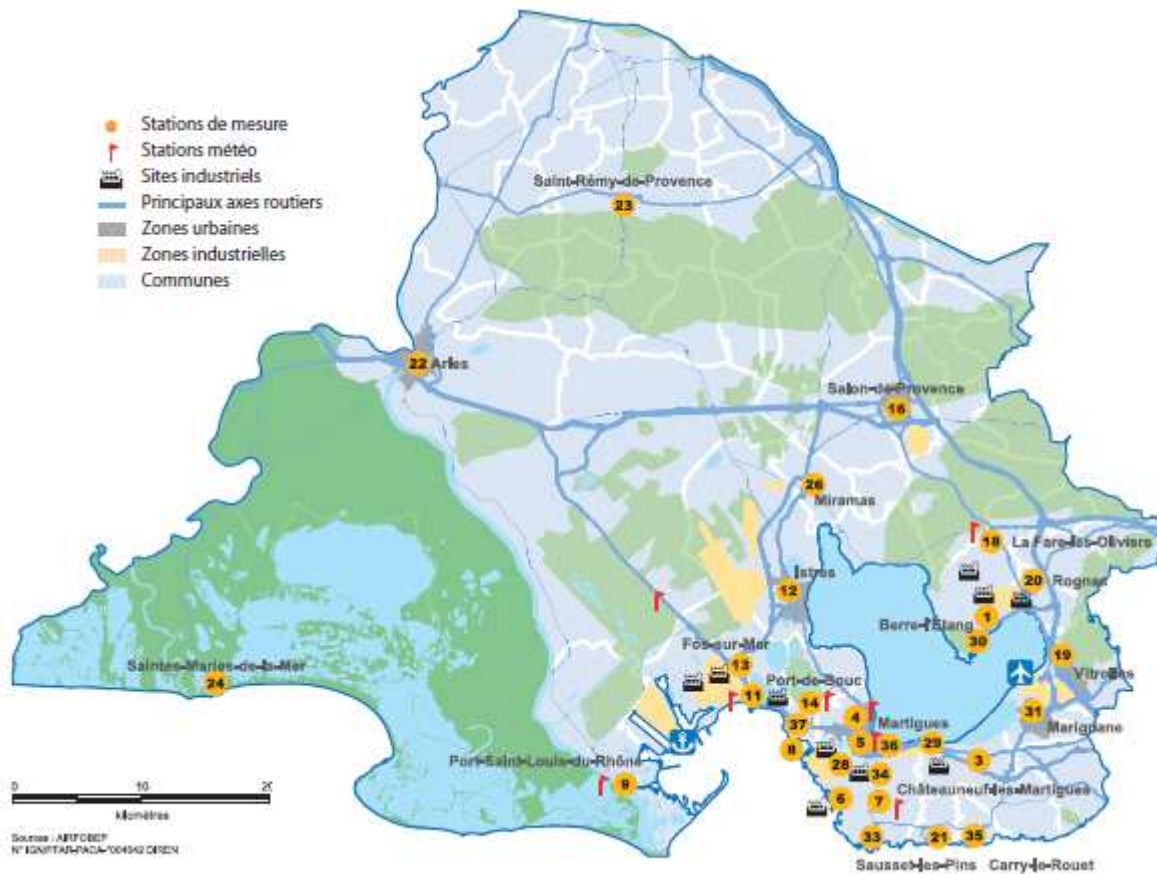 Stations de mesure
Stations météo
Sites industriels
Principaux axes routiers
Zones urbaines
Zones industrielles
Communes
Saint-Rémy-de-Provence
23
22 Arles
Salon-de-Provence
16
26
Miramas
18 La Fare-les-Oliviers
Istres
12
20 Rognac
1
Berre-l'Etang
30
19
Vitrolles
Fos-sur-Mer
13
Saintes-Maries-de-la-Mer
24
11
Port-de-Bouc
14
4
Martigues
31
Marignane
37
5
36
29
8
28
3
34
Port-Saint-Louis-du-Rhône
9
Châteauneuf-les-Martigues
6
7
33
21
35
Sausset-les-Pins
Carry-le-Rouet
0 10 20
kilomètres
Sources : AIRFOBEP